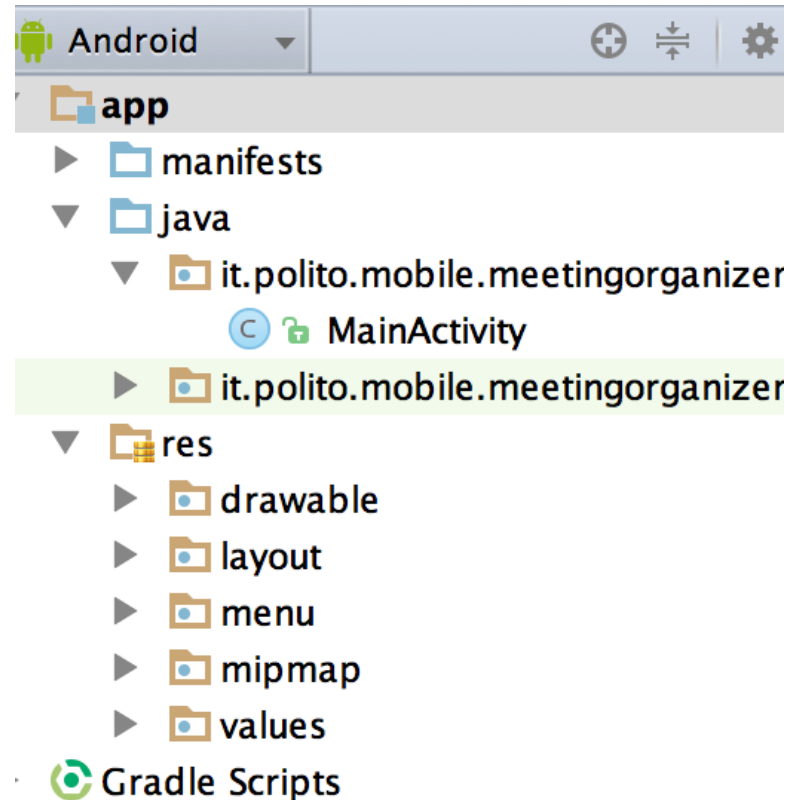 Android
app
manifests
java
it.polito.mobile.meetingorganizer
C MainActivity
it.polito.mobile.meetingorganizer
res
drawable
layout
menu
mipmap
values
Gradle Scripts